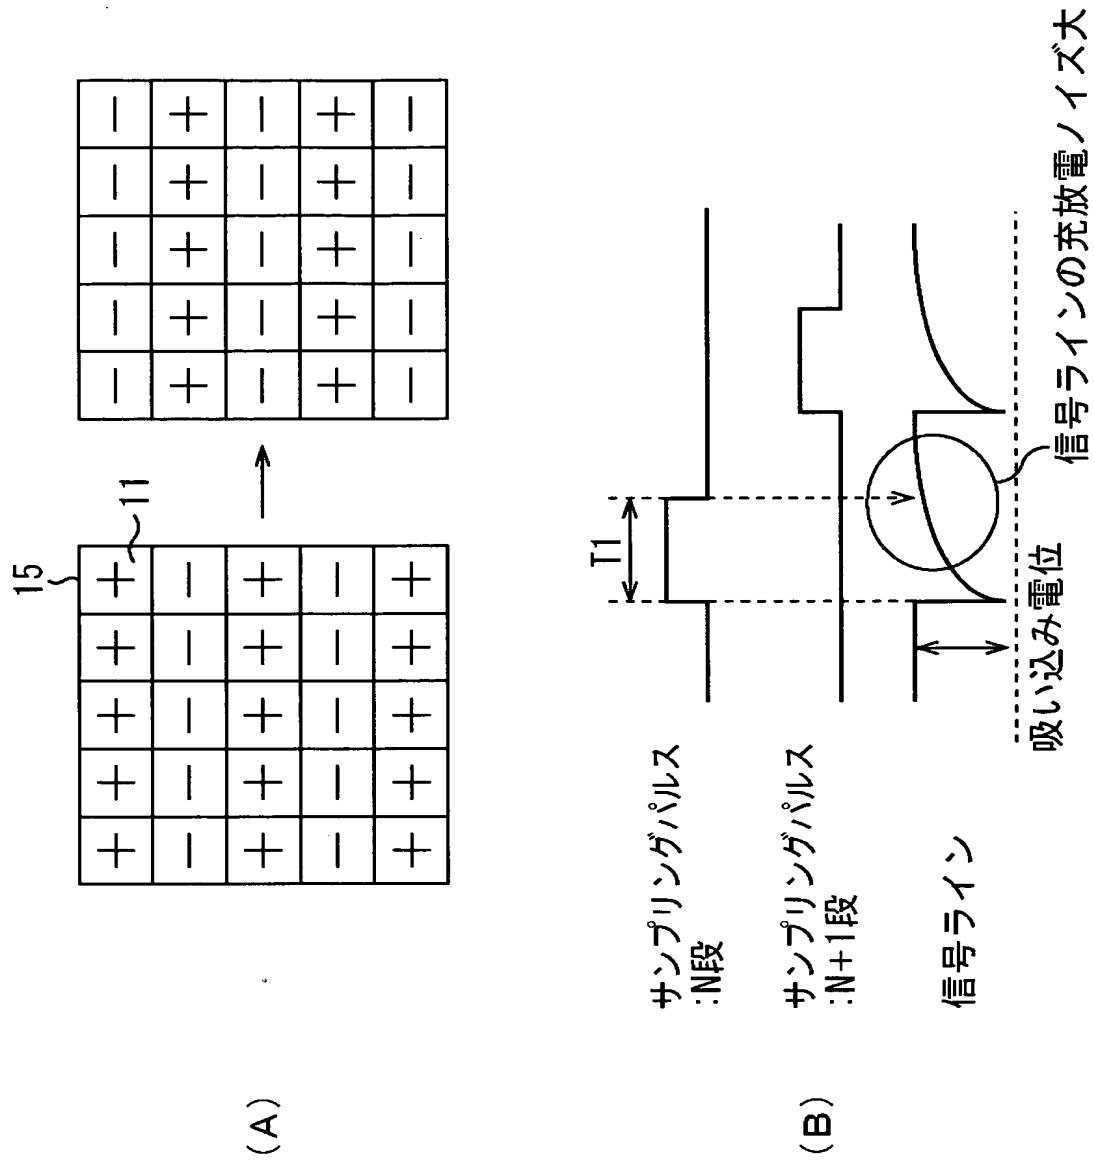 (A)
15
11
+ + + + + → − − − − −
− − − − − + + + + +
+ + + + + − − − − −
− − − − − + + + + +
+ + + + + − − − − −
(B)
T1
サンプリングパルス
:N段
サンプリングパルス
:N+1段
信号ライン
吸い込み電位
信号ラインの充放電ノイズ大